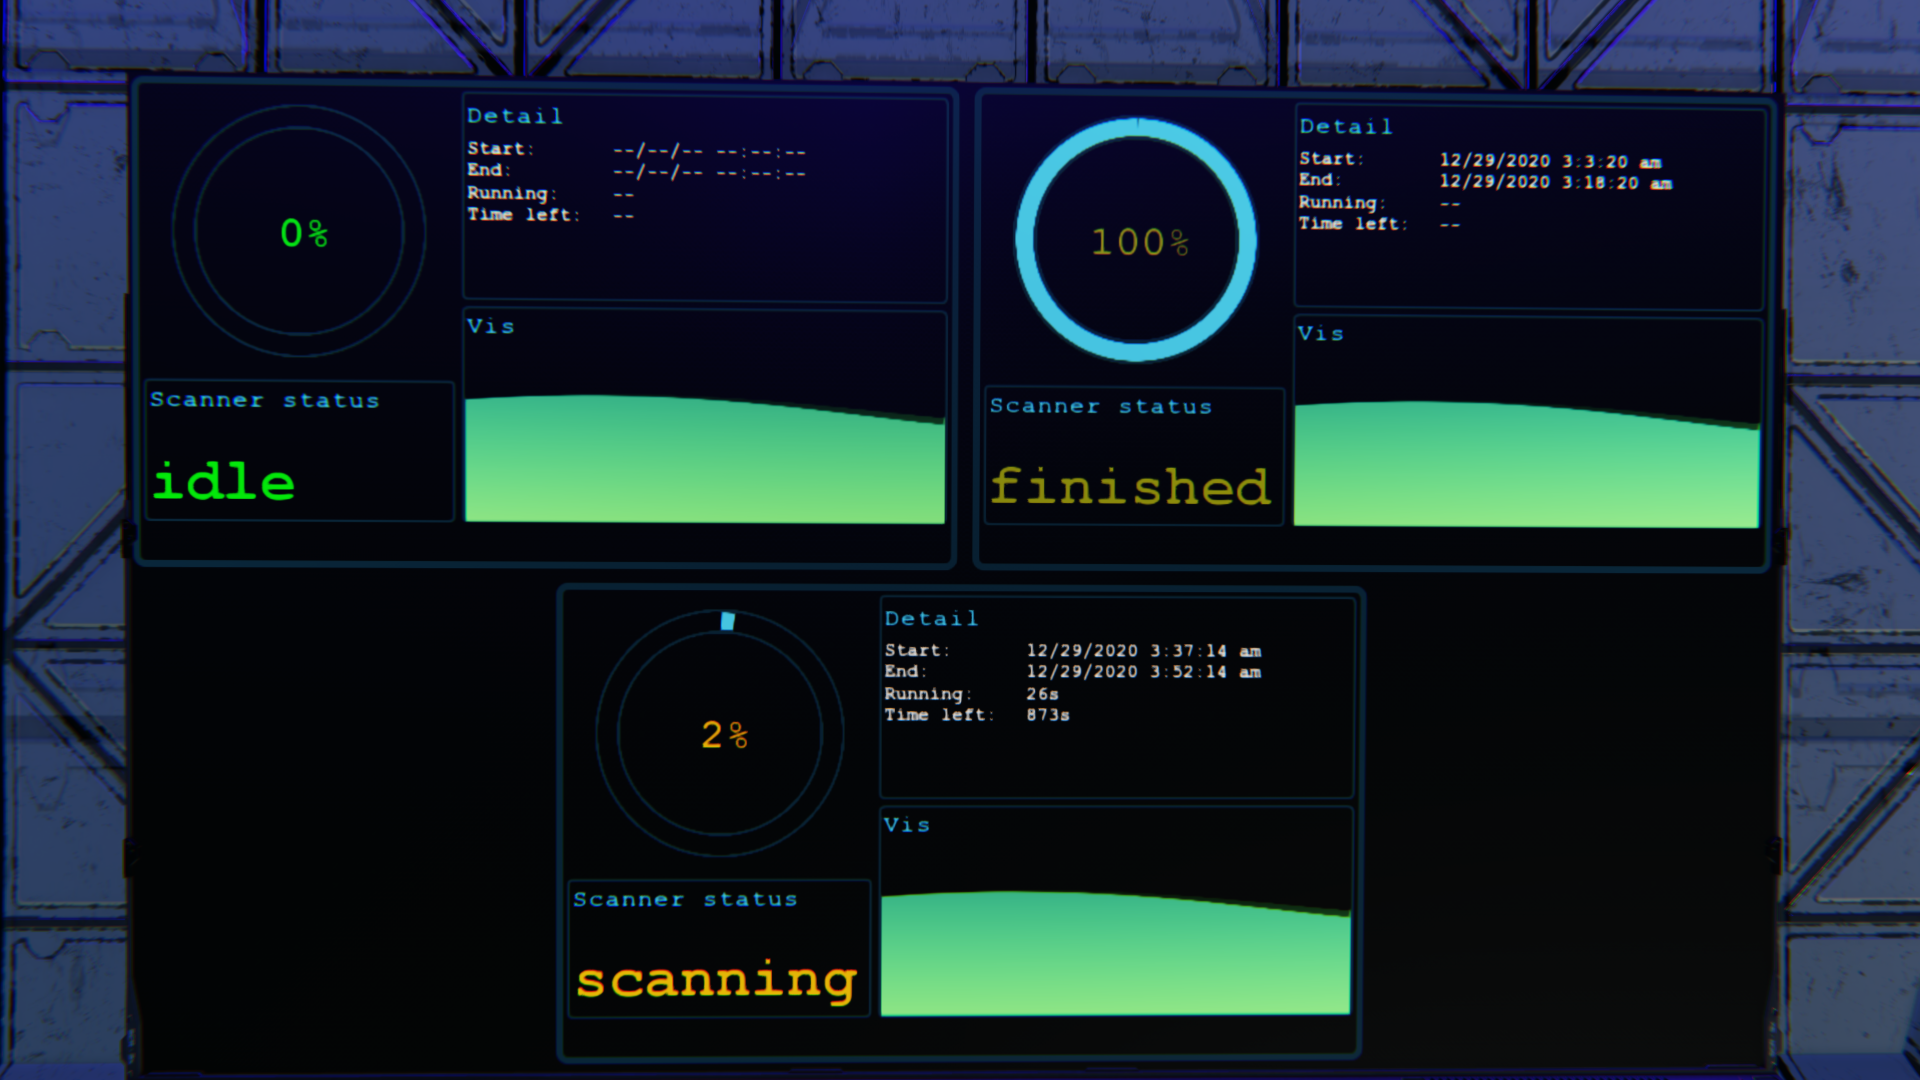 0%
Detail
Start: --/--/-- --:--:--
End: --/--/-- --:--:--
Running: --
Time left: --
Vis
Scanner status
idle
100%
Detail
Start: 12/29/2020 3:3:20 am
End: 12/29/2020 3:18:20 am
Running: --
Time left: --
Vis
Scanner status
finished
2%
Detail
Start: 12/29/2020 3:37:14 am
End: 12/29/2020 3:52:14 am
Running: 26s
Time left: 873s
Vis
Scanner status
scanning